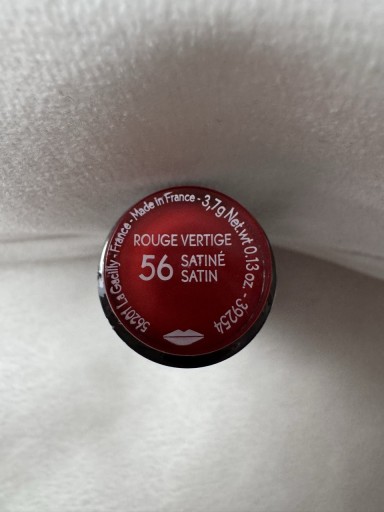 56201 La Gacilly - France - Made in France - 3,7g Net.wt 0.13 oz. - 39254
ROUGE VERTIGE
56 SATINÉ
SATIN